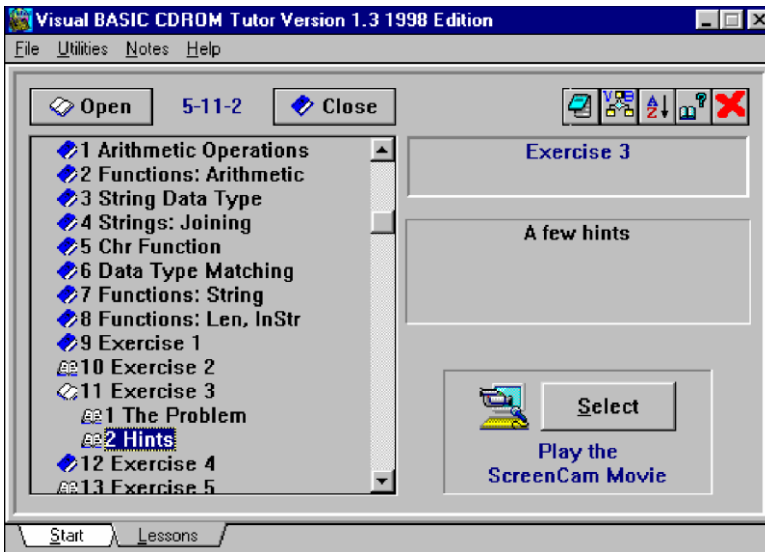 Visual BASIC CDROM Tutor Version 1.3 1998 Edition
File Utilities Notes Help
Open 5-11-2 Close
1 Arithmetic Operations
2 Functions: Arithmetic
3 String Data Type
4 Strings: Joining
5 Chr Function
6 Data Type Matching
7 Functions: String
8 Functions: Len, InStr
9 Exercise 1
10 Exercise 2
11 Exercise 3
1 The Problem
2 Hints
12 Exercise 4
13 Exercise 5
VB
A
Z
Exercise 3
A few hints
Select
Play the
ScreenCam Movie
Start Lessons